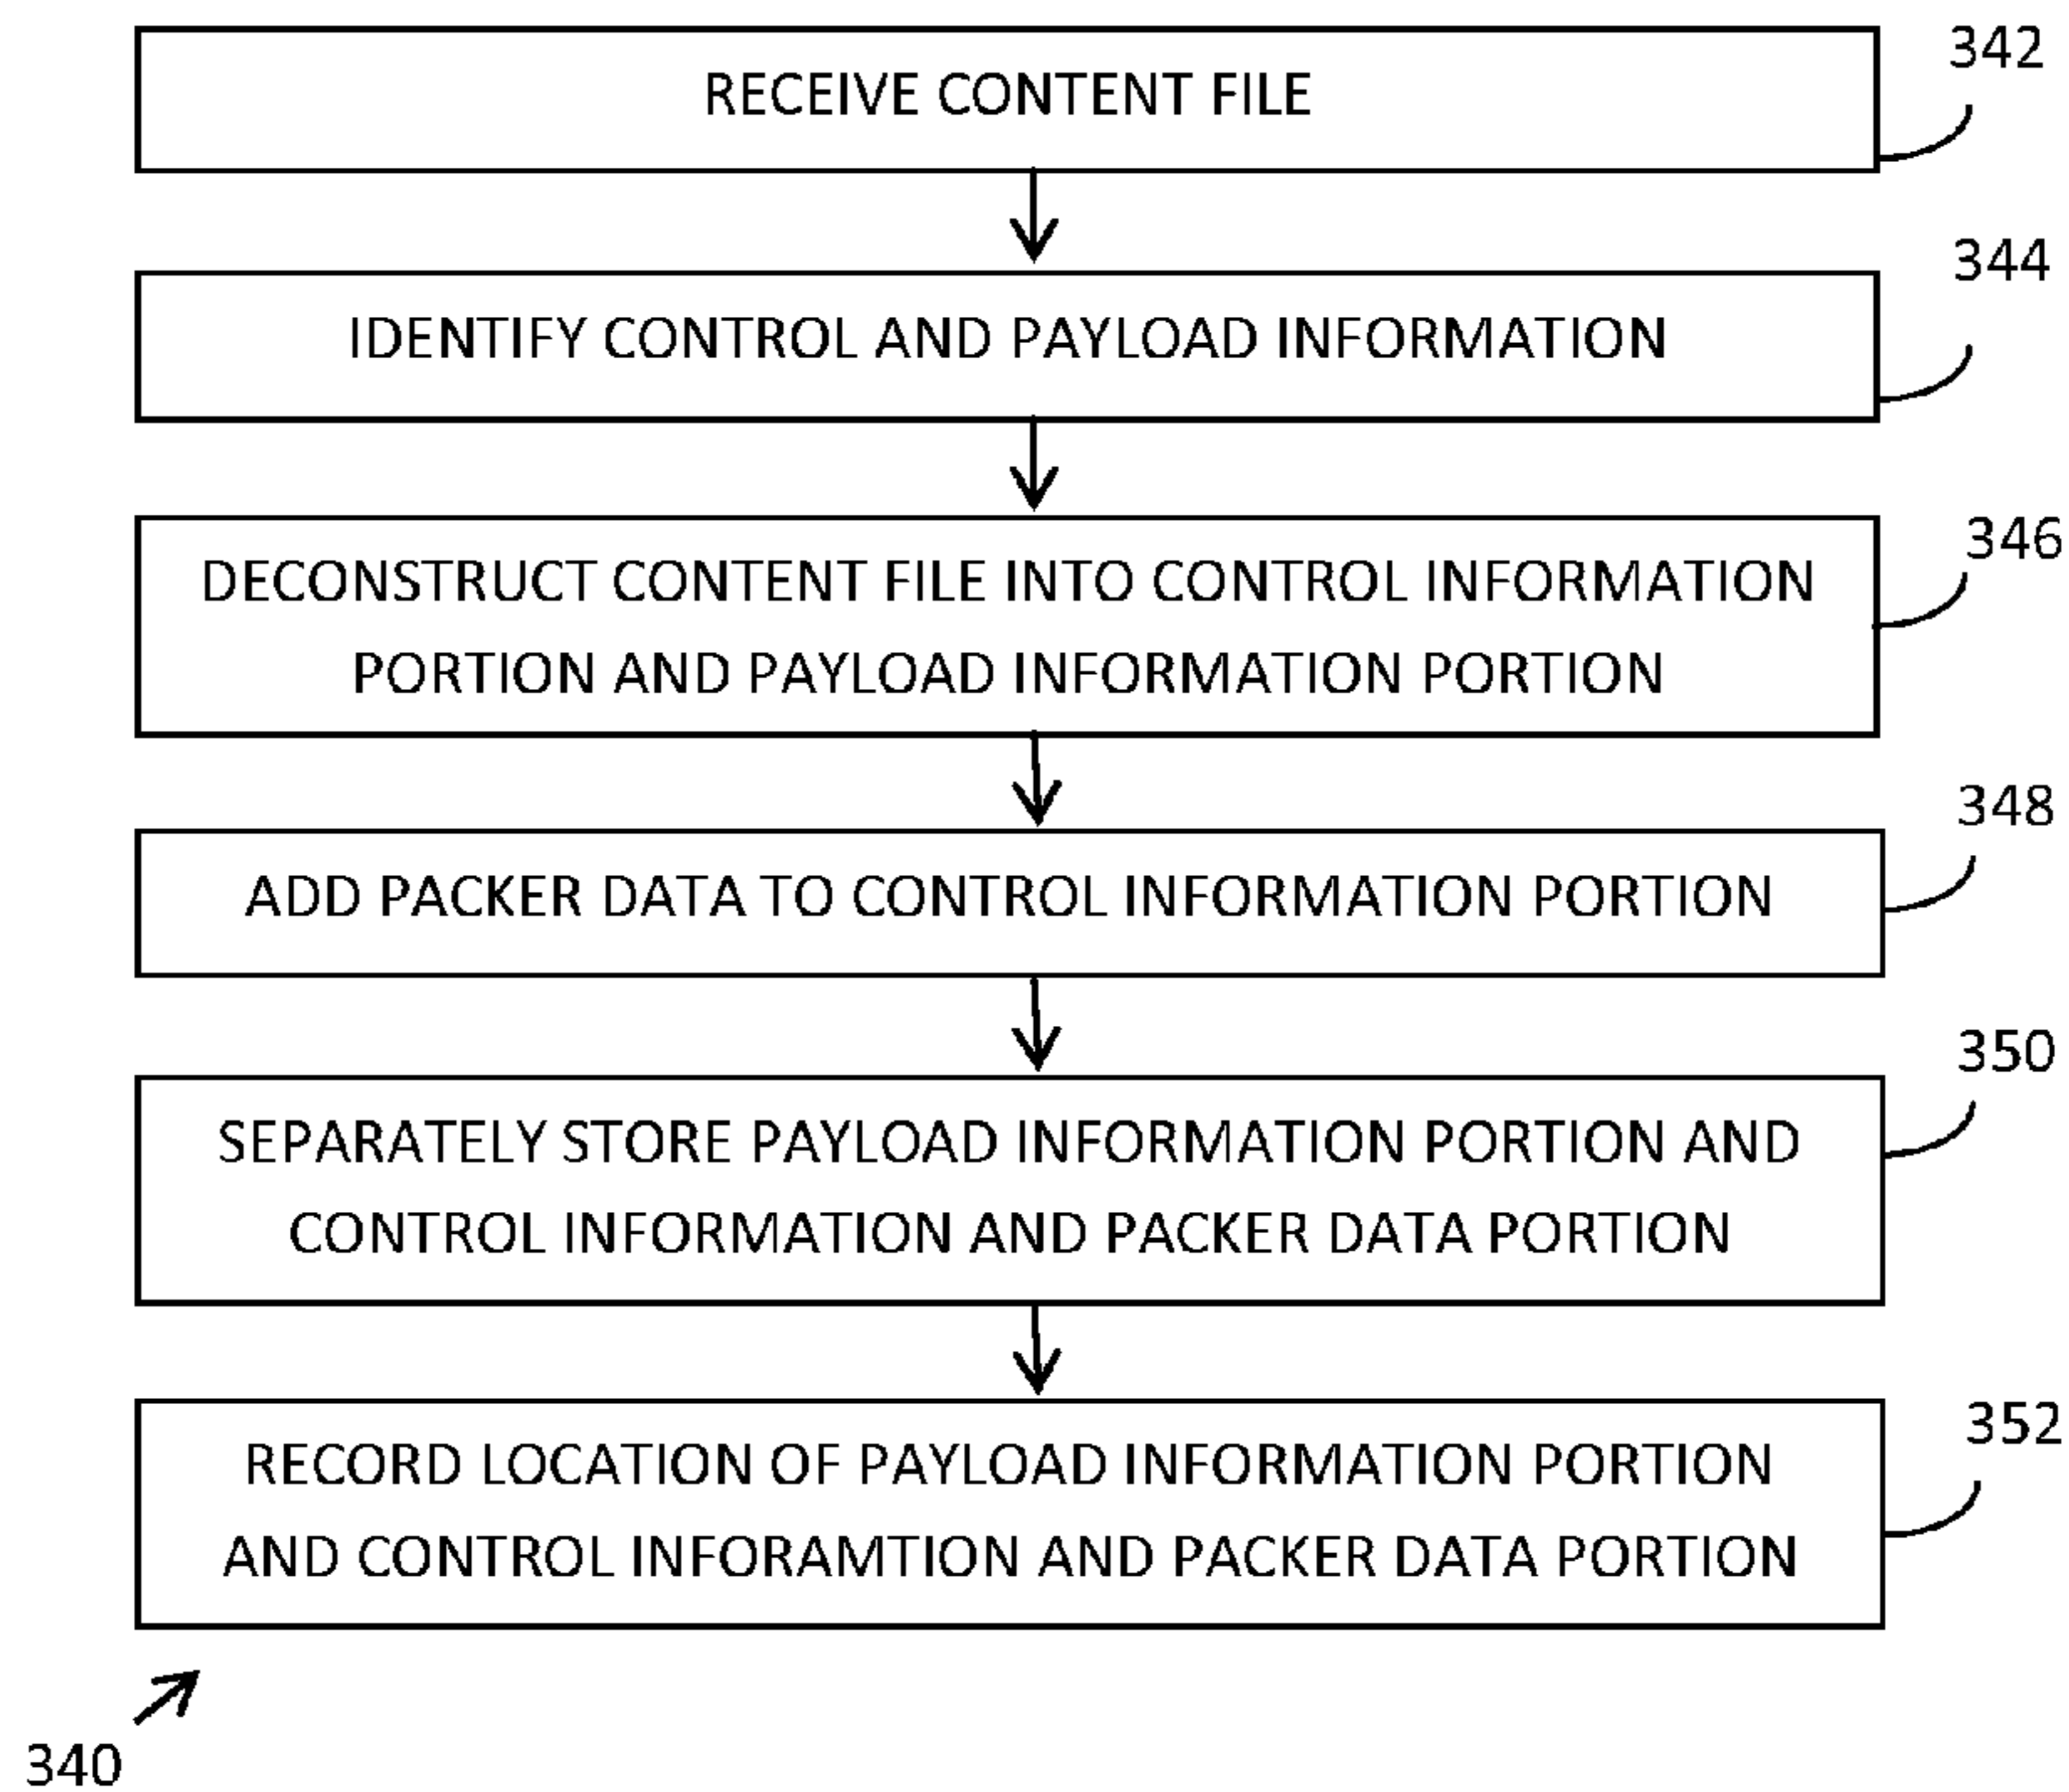 342
RECEIVE CONTENT FILE
344
IDENTIFY CONTROL AND PAYLOAD INFORMATION
346
DECONSTRUCT CONTENT FILE INTO CONTROL INFORMATION
PORTION AND PAYLOAD INFORMATION PORTION
348
ADD PACKER DATA TO CONTROL INFORMATION PORTION
350
SEPARATELY STORE PAYLOAD INFORMATION PORTION AND
CONTROL INFORMATION AND PACKER DATA PORTION
352
RECORD LOCATION OF PAYLOAD INFORMATION PORTION
AND CONTROL INFORAMTION AND PACKER DATA PORTION
340